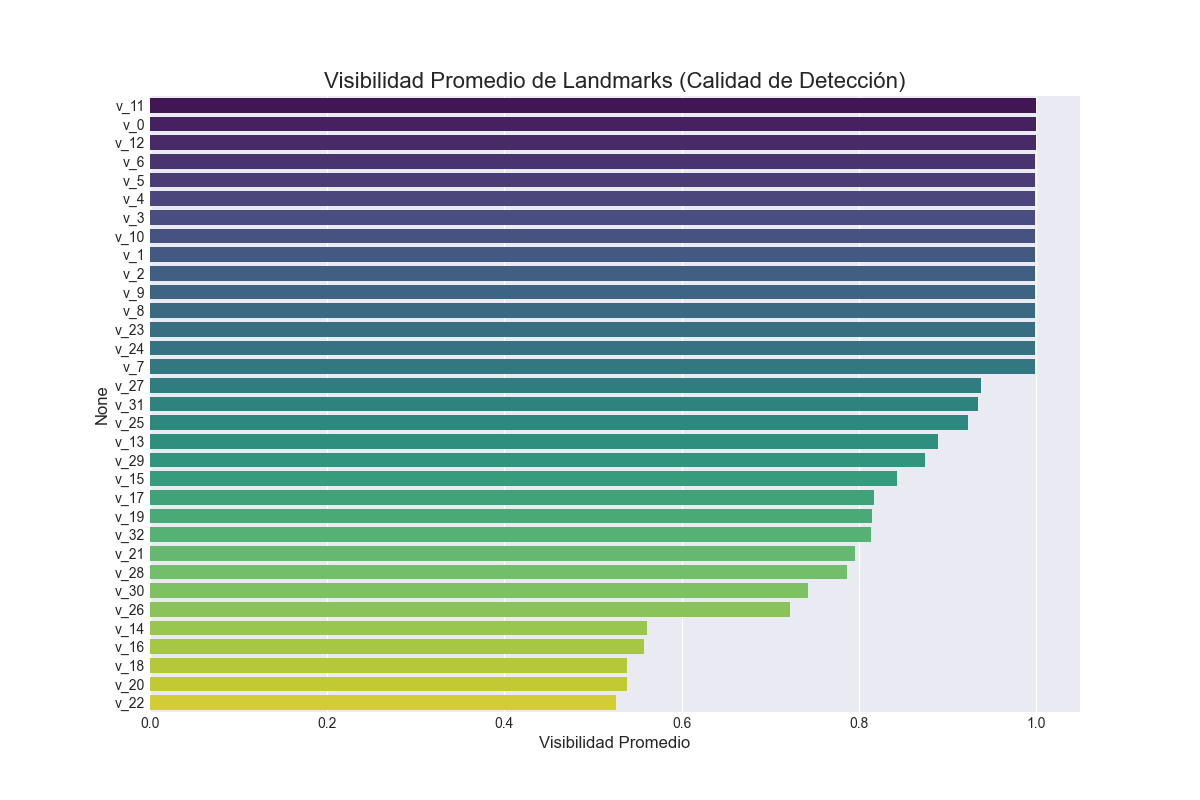 Visibilidad Promedio de Landmarks (Calidad de Detección)
v_11
v_0
v_12
v_6
v_5
v_4
v_3
v_10
v_1
v_2
v_9
v_8
v_23
v_24
v_7
v_27
v_31
v_25
v_13
v_29
v_15
v_17
v_19
v_32
v_21
v_28
v_30
v_26
v_14
v_16
v_18
v_20
v_22
None
0.0 0.2 0.4 0.6 0.8 1.0
Visibilidad Promedio